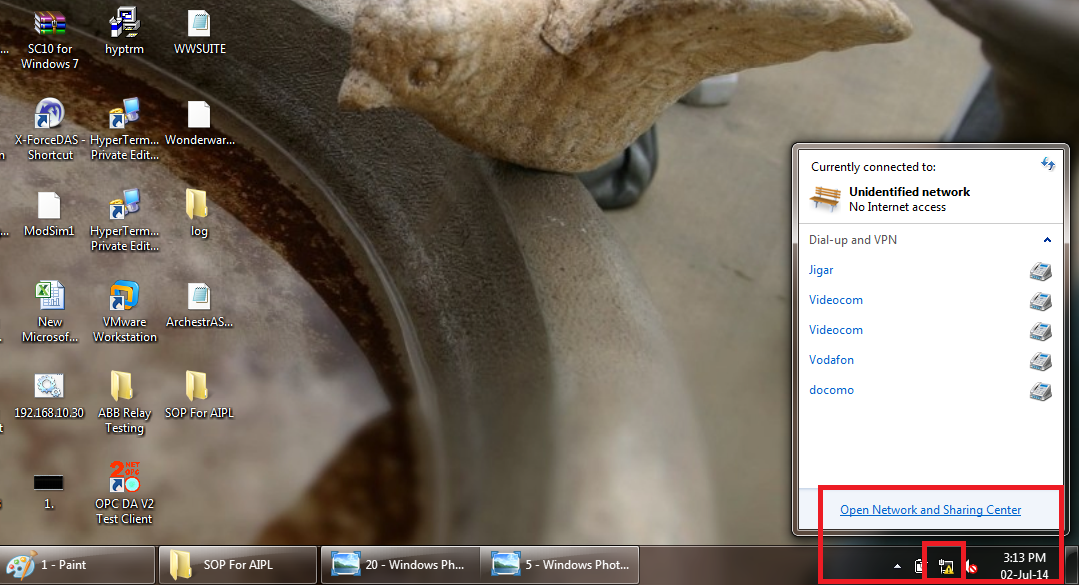 SC10 for
Windows 7
hyptrm
WWSUITE
X-ForceDAS -
Shortcut
HyperTerm...
Private Edit...
Wonderwar...
ModSim1
HyperTerm...
Private Edit...
log
New
Microsof...
VMware
Workstation
ArchestrAS...
192.168.10.30
ABB Relay
Testing
SOP For AIPL
1.
2NET
OPC
OPC DA V2
Test Client
Currently connected to:
Unidentified network
No Internet access
Dial-up and VPN
Jigar
Videocom
Videocom
Vodafon
docomo
Open Network and Sharing Center
1 - Paint
SOP For AIPL
20 - Windows Ph...
5 - Windows Phot...
3:13 PM
02-Jul-14